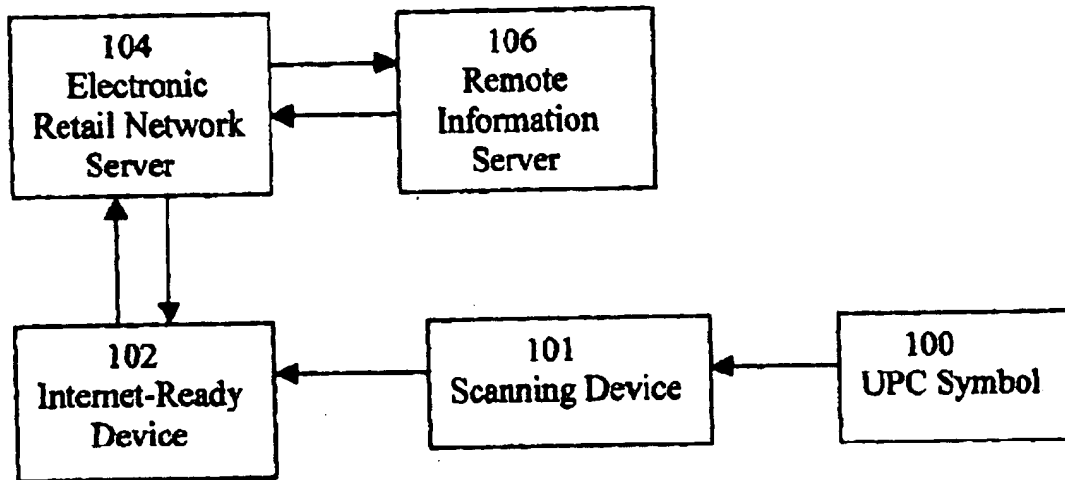 104
Electronic
Retail Network
Server
106
Remote
Information
Server
102
Internet-Ready
Device
101
Scanning Device
100
UPC Symbol